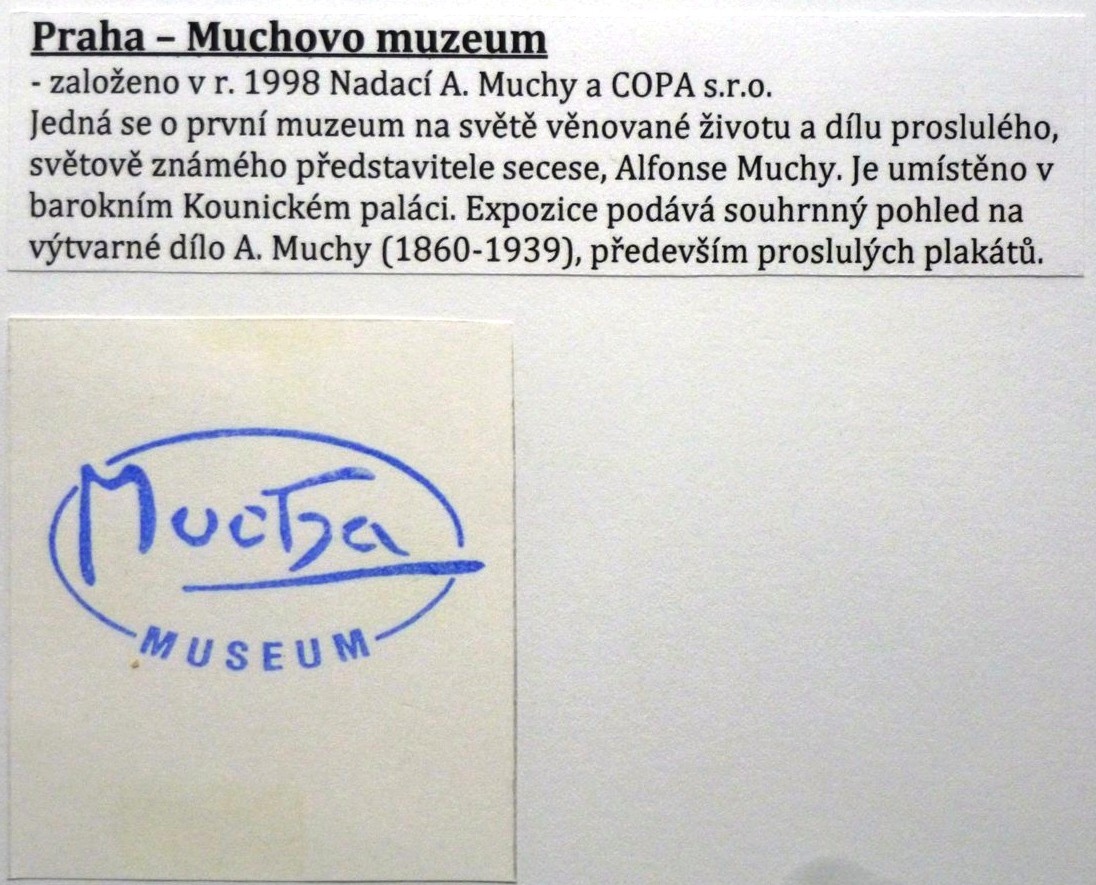 Praha – Muchovo muzeum
- založeno v r. 1998 Nadací A. Muchy a COPA s.r.o.
Jedná se o první muzeum na světě věnované životu a dílu proslulého,
světově známého představitele secese, Alfonse Muchy. Je umístěno v
barokním Kounickém paláci. Expozice podává souhrnný pohled na
výtvarné dílo A. Muchy (1860-1939), především proslulých plakátů.
Mucha
MUSEUM